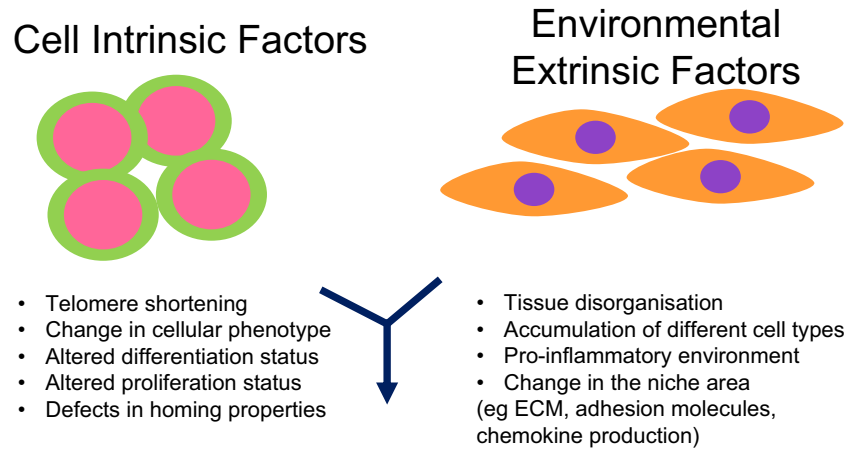 Cell Intrinsic Factors
Environmental
Extrinsic Factors
• Telomere shortening
• Change in cellular phenotype
• Altered differentiation status
• Altered proliferation status
• Defects in homing properties
• Tissue disorganisation
• Accumulation of different cell types
• Pro-inflammatory environment
• Change in the niche area
(eg ECM, adhesion molecules,
chemokine production)